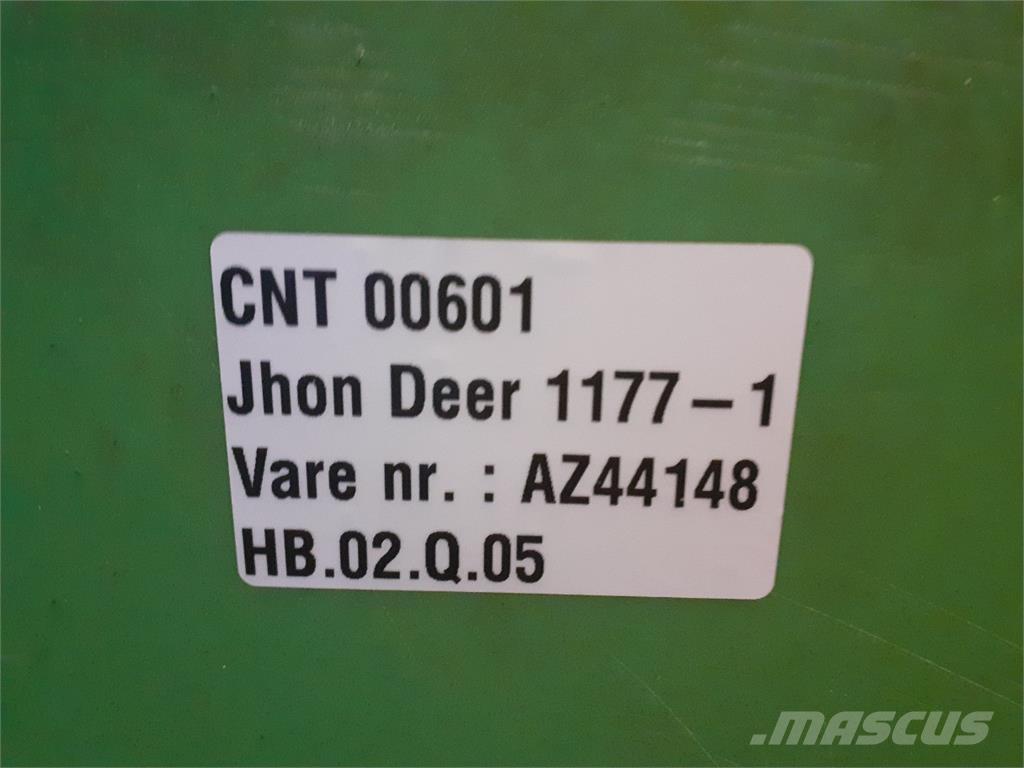 CNT 00601
Jhon Deer 1177-1
Vare nr. : AZ44148
HB.02.Q.05
.MASCUS